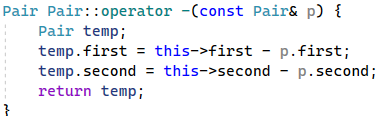 Pair Pair::operator -(const Pair& p) {
    Pair temp;
    temp.first = this->first - p.first;
    temp.second = this->second - p.second;
    return temp;
}